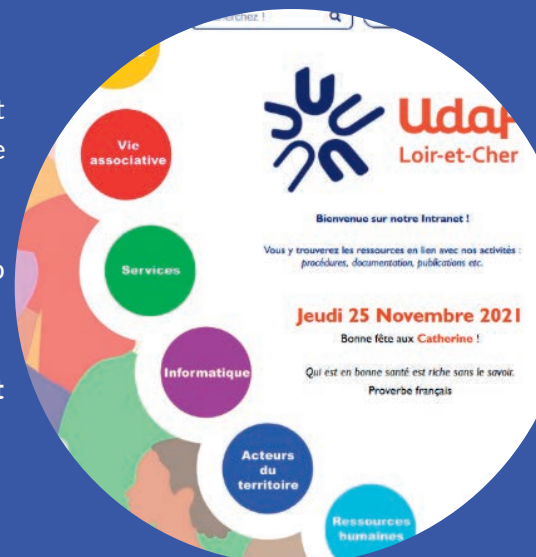 Vie
associative
Services
Informatique
Acteurs
du
territoire
Ressources
humaines
Loir-et-Cher
Bienvenue sur notre Intranet !
Vous y trouverez les ressources en lien avec nos activités :
procédures, documentation, publications etc.
Jeudi 25 Novembre 2021
Bonne fête aux Catherine !
Qui est en bonne santé est riche sans le savoir.
Proverbe français